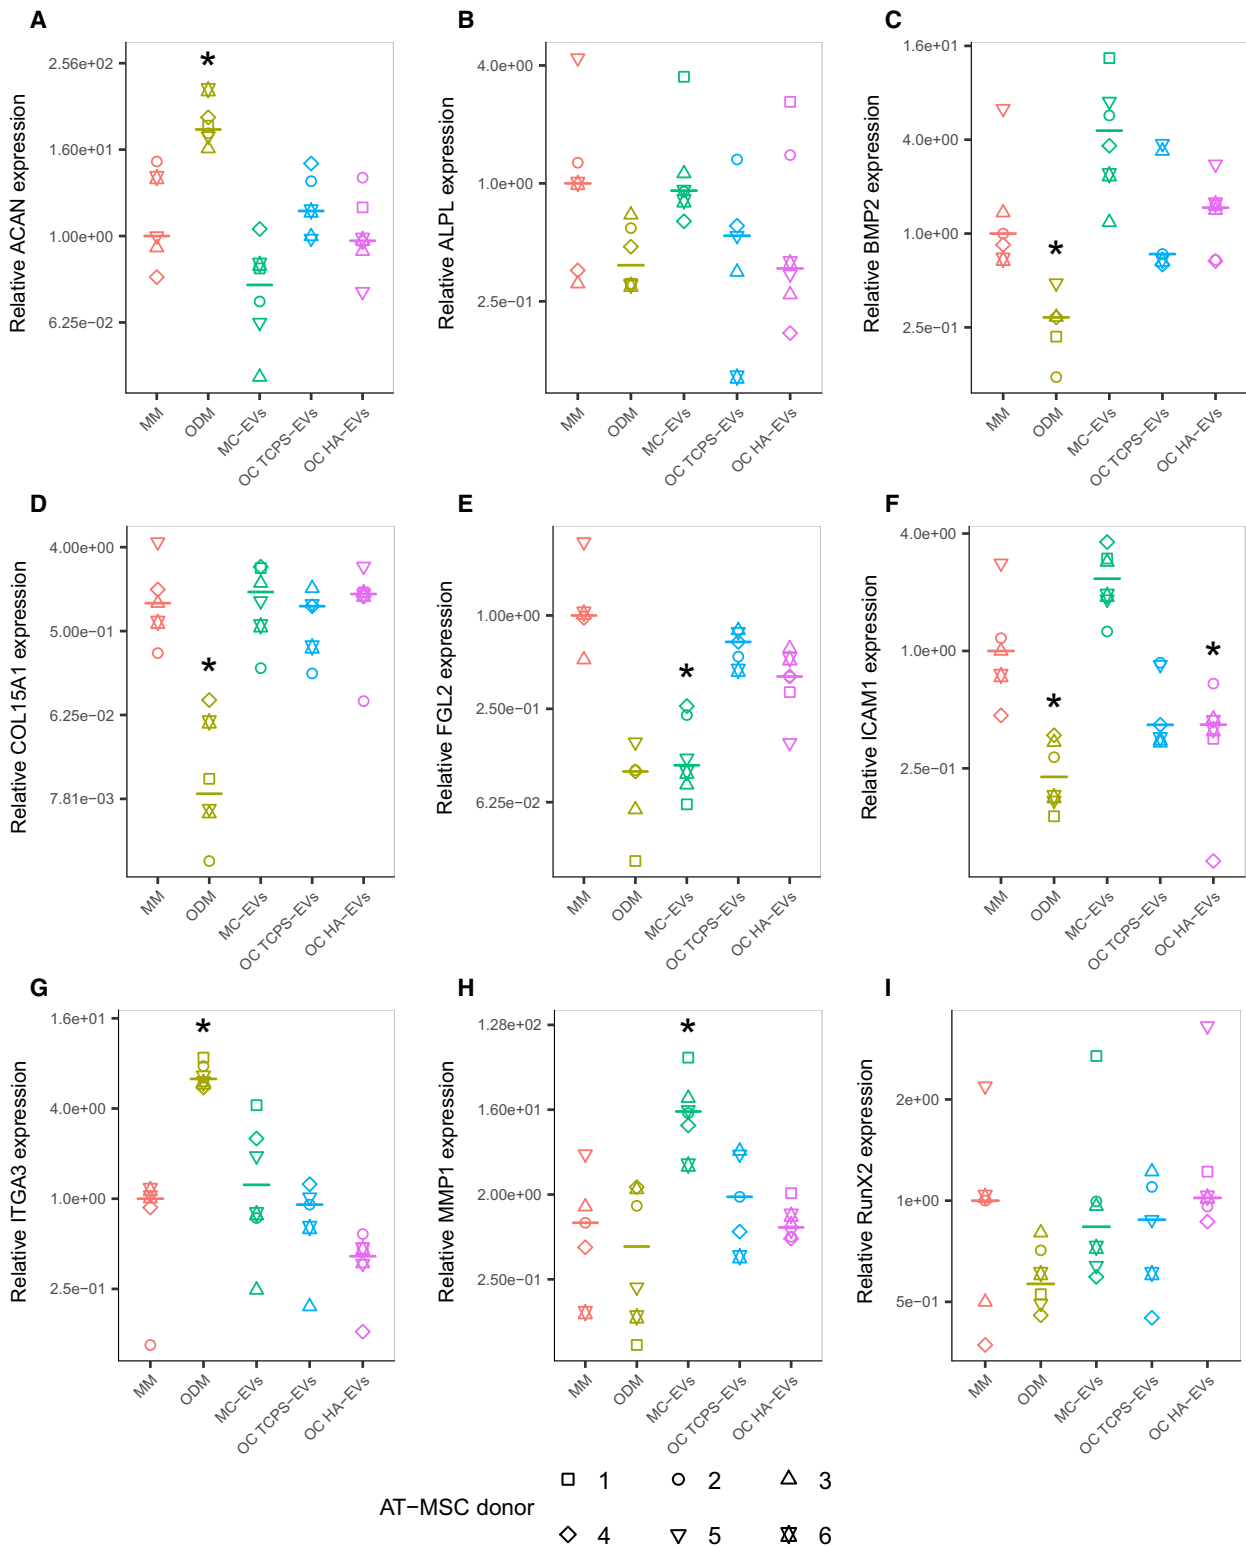 A
Relative ACAN expression
2.56e+02
1.60e+01
1.00e+00
6.25e−02
*
MM
ODM
MC−EVs
OC TCPS−EVs
OC HA−EVs
B
Relative ALPL expression
4.0e+00
1.0e+00
2.5e−01
MM
ODM
MC−EVs
OC TCPS−EVs
OC HA−EVs
C
Relative BMP2 expression
1.6e+01
4.0e+00
1.0e+00
2.5e−01
*
MM
ODM
MC−EVs
OC TCPS−EVs
OC HA−EVs
D
Relative COL15A1 expression
4.00e+00
5.00e−01
6.25e−02
7.81e−03
*
MM
ODM
MC−EVs
OC TCPS−EVs
OC HA−EVs
E
Relative FGL2 expression
1.00e+00
2.50e−01
6.25e−02
*
MM
ODM
MC−EVs
OC TCPS−EVs
OC HA−EVs
F
Relative ICAM1 expression
4.0e+00
1.0e+00
2.5e−01
*
*
MM
ODM
MC−EVs
OC TCPS−EVs
OC HA−EVs
G
Relative ITGA3 expression
1.6e+01
4.0e+00
1.0e+00
2.5e−01
*
MM
ODM
MC−EVs
OC TCPS−EVs
OC HA−EVs
H
Relative MMP1 expression
1.28e+02
1.60e+01
2.00e+00
2.50e−01
*
MM
ODM
MC−EVs
OC TCPS−EVs
OC HA−EVs
I
Relative RunX2 expression
2e+00
1e+00
5e−01
MM
ODM
MC−EVs
OC TCPS−EVs
OC HA−EVs
AT−MSC donor
1 2 3
4 5 6